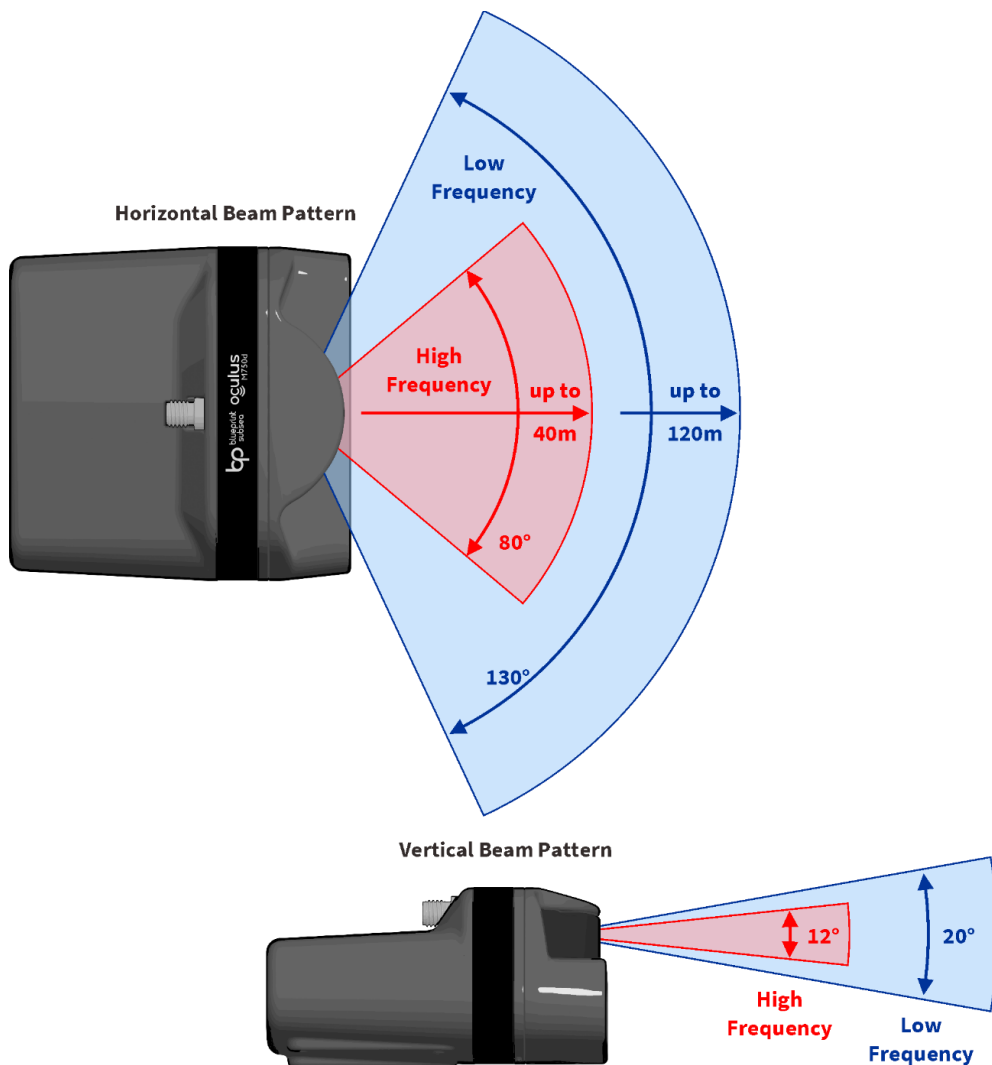 Horizontal Beam Pattern
Low
Frequency
High
Frequency
up to
40m
up to
120m
80°
130°
bp blueprint subsea oculus M750d
Vertical Beam Pattern
12°
20°
High
Frequency
Low
Frequency